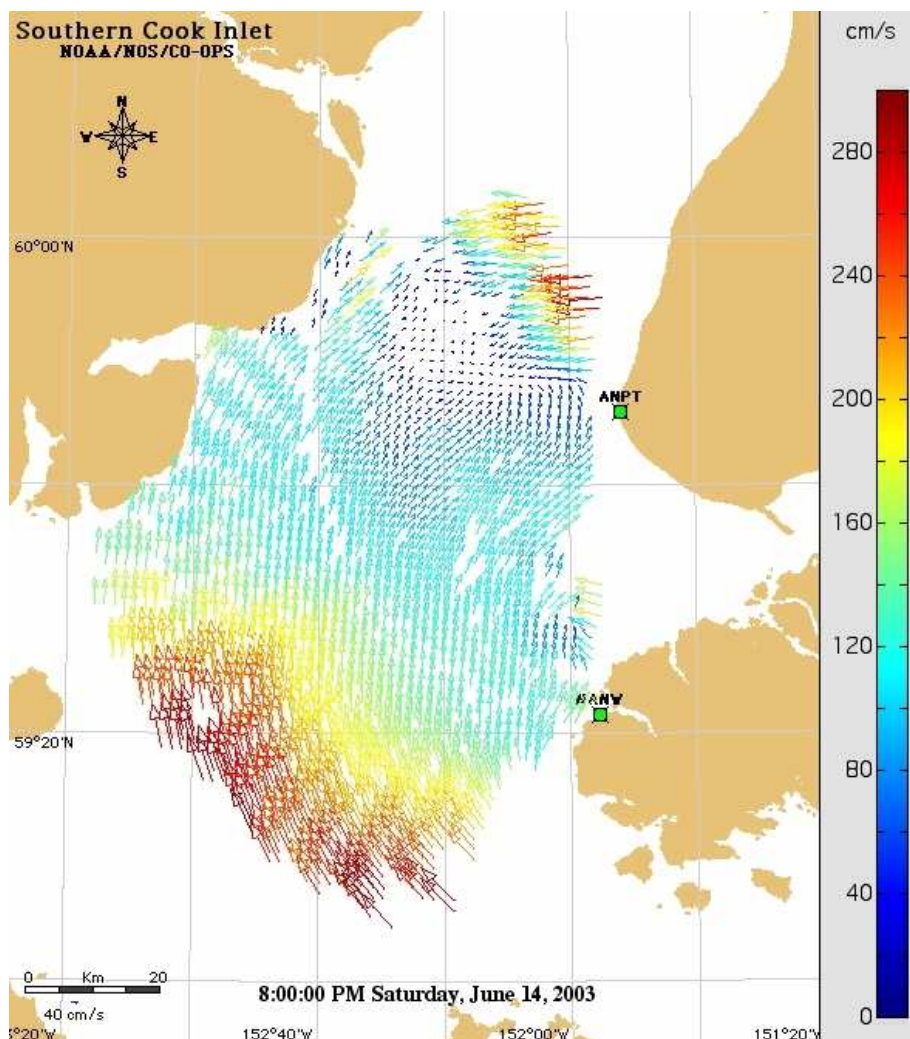 Southern Cook Inlet
NOAA/NOS/CO-OPS
cm/s
N
W E
S
280
60°00'N
240
ANPT
200
160
120
59°20'N
80
40
0 Km 20
40 cm/s
8:00:00 PM Saturday, June 14, 2003
0
3°20'W 152°40'W 152°00'W 151°20'W